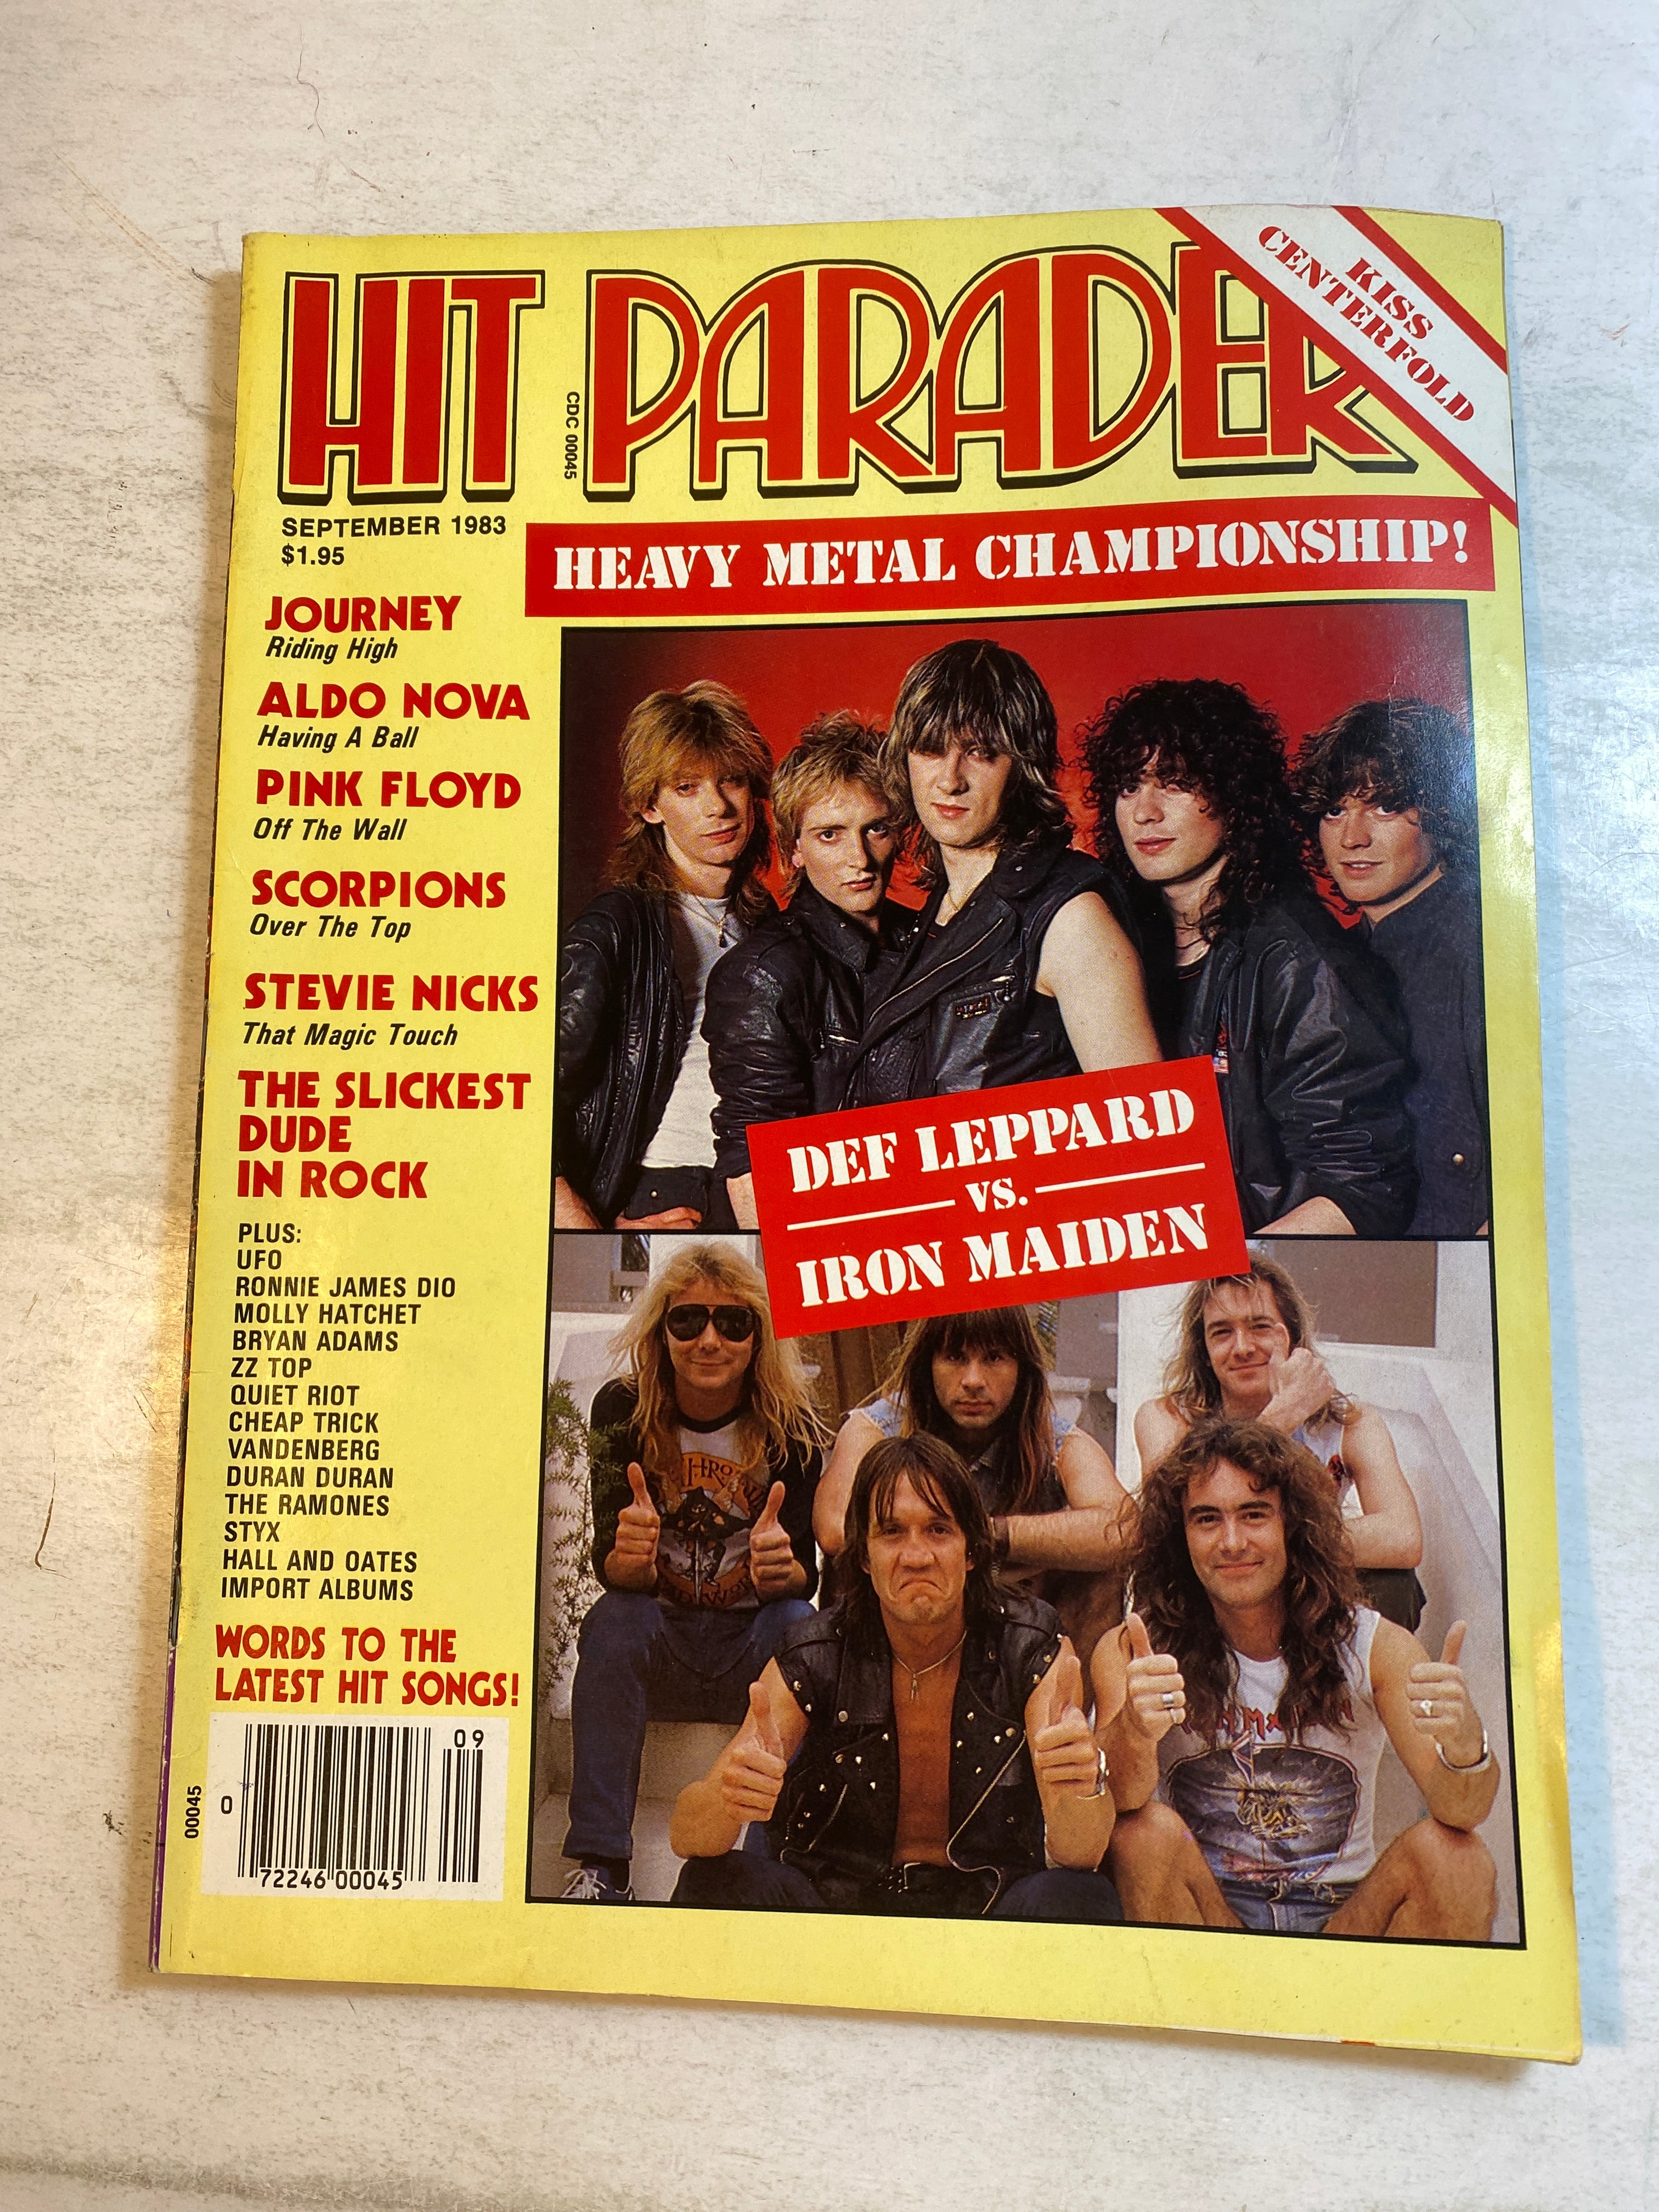 HIT PARADER
KISS
CENTERFOLD
CDC 00045
SEPTEMBER 1983
$1.95
HEAVY METAL CHAMPIONSHIP!
JOURNEY
Riding High
ALDO NOVA
Having A Ball
PINK FLOYD
Off The Wall
SCORPIONS
Over The Top
STEVIE NICKS
That Magic Touch
THE SLICKEST
DUDE
IN ROCK
PLUS:
UFO
RONNIE JAMES DIO
MOLLY HATCHET
BRYAN ADAMS
ZZ TOP
QUIET RIOT
CHEAP TRICK
VANDENBERG
DURAN DURAN
THE RAMONES
STYX
HALL AND OATES
IMPORT ALBUMS
WORDS TO THE
LATEST HIT SONGS!
DEF LEPPARD
VS.
IRON MAIDEN
IRON MAIDEN
09
00045
0
72246 00045